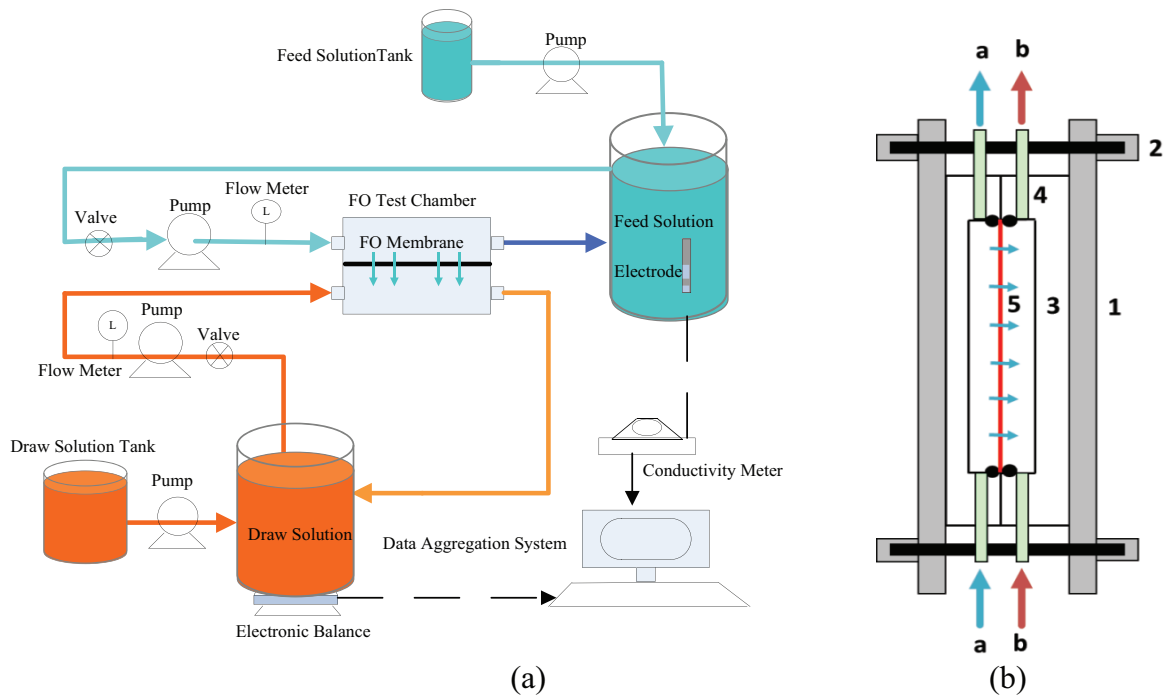 Feed SolutionTank
Pump
Flow Meter
L
FO Test Chamber
Pump
Valve
FO Membrane
Feed Solution
Electrode
Pump
L
Valve
Flow Meter
Draw Solution Tank
Pump
Conductivity Meter
Draw Solution
Data Aggregation System
Electronic Balance
(a)
a
b
2
4
5
3
1
a
b
(b)